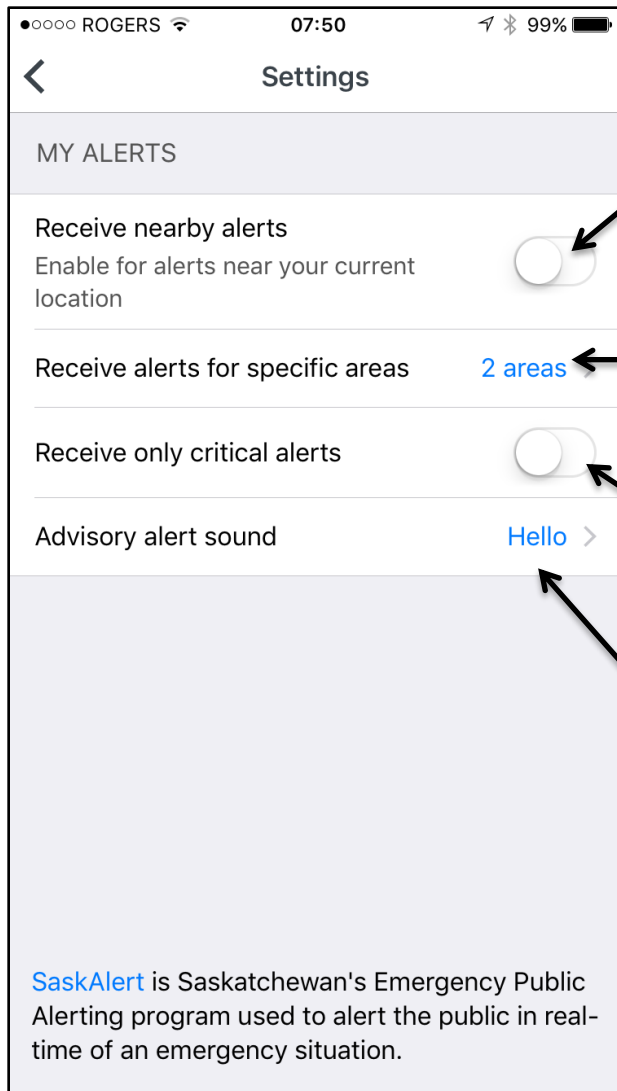 ROGERS 07:50 99%
Settings
MY ALERTS
Receive nearby alerts
Enable for alerts near your current
location
Receive alerts for specific areas 2 areas
Receive only critical alerts
Advisory alert sound Hello
SaskAlert is Saskatchewan's Emergency Public
Alerting program used to alert the public in real-
time of an emergency situation.